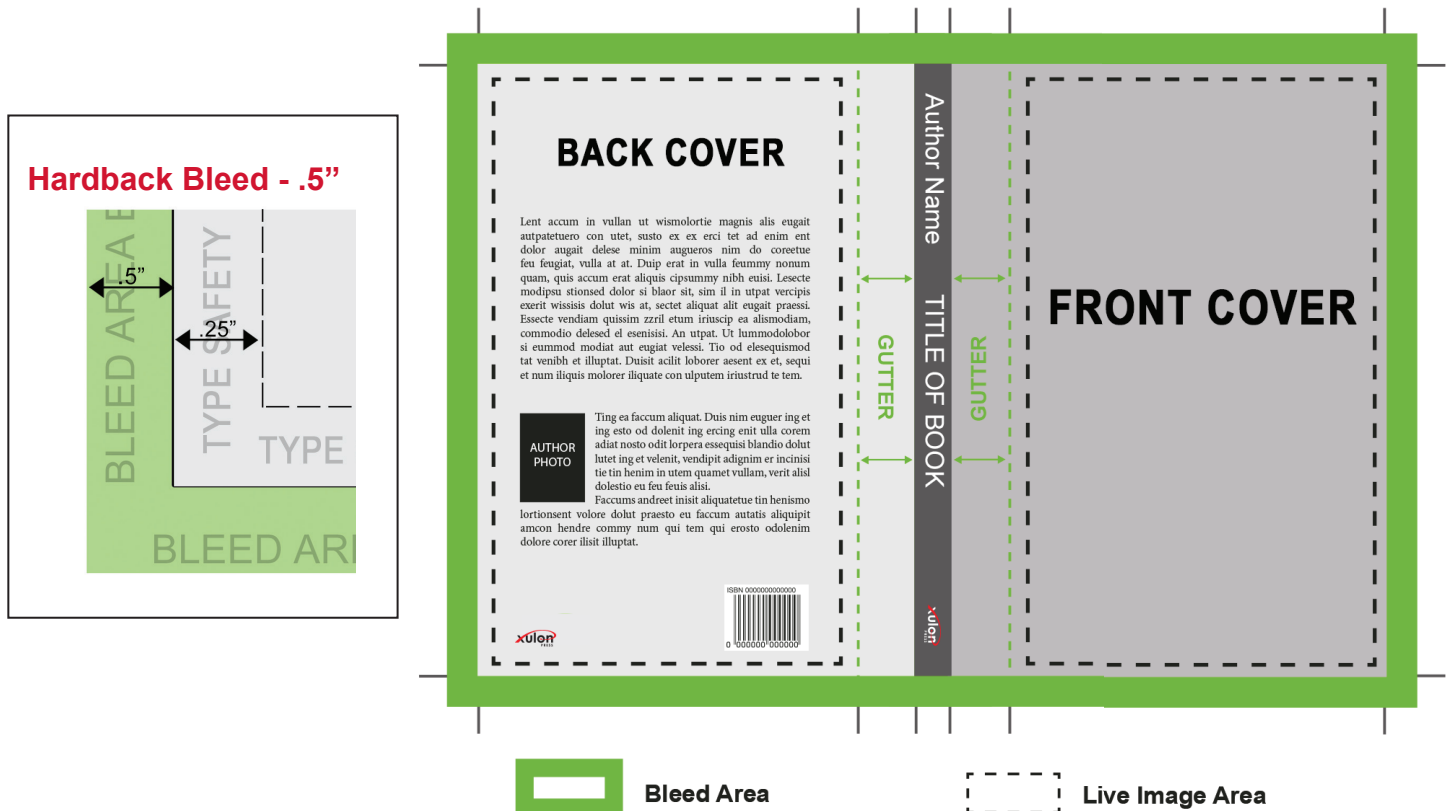 Hardback Bleed - .5”
BLEED AREA
.5”
TYPE SAFETY
.25”
TYPE
BLEED ARE
BACK COVER
Lent accum in vullan ut wismolortie magnis alis eugait
autpatetuero con utet, susto ex ex erci tet ad enim ent
dolor augait delese minim augueros nim do coreetue
feu feugiat, vulla at at. Duip erat in vulla feummy nonum
quam, quis accum erat aliquis cipsummy nibh euisi. Lesecte
modipsu stionsed dolor si blaor sit, sim il in utpat vercipis
exerit wissisis dolut wis at, sectet aliquat alit eugait praessi.
Essecte vendiam quissim zzril etum iriuscip ea alismodiam,
commodio delesed el esenisisi. An utpat. Ut lummodolobor
si eummod modiat aut eugiat velessi. Tio od elesequismod
tat venibh et illuptat. Duisit acilit loborer aesent ex et, sequi
et num iliquis molorer iliquate con ulputem iriustrud te tem.
AUTHOR
PHOTO
Ting ea faccum aliquat. Duis nim euguer ing et
ing esto od dolenit ing ercing enit ulla corem
adiat nosto odit lorpera essequisi blandio dolut
lutet ing et velenit, vendipit adignim er incinisi
tie tin henim in utem quamet vullam, verit alisl
dolestio eu feu feuis alisi.
Faccums andreet inisit aliquatetue tin henismo
lortionsent volore dolut praesto eu faccum autatis aliquipit
amcon hendre commy num qui tem qui erosto odolenim
dolore corer ilisit illuptat.
xulon
PRESS
ISBN 0000000000000
0 000000 000000
GUTTER
Author Name
TITLE OF BOOK
xulon
PRESS
GUTTER
FRONT COVER
Bleed Area
Live Image Area